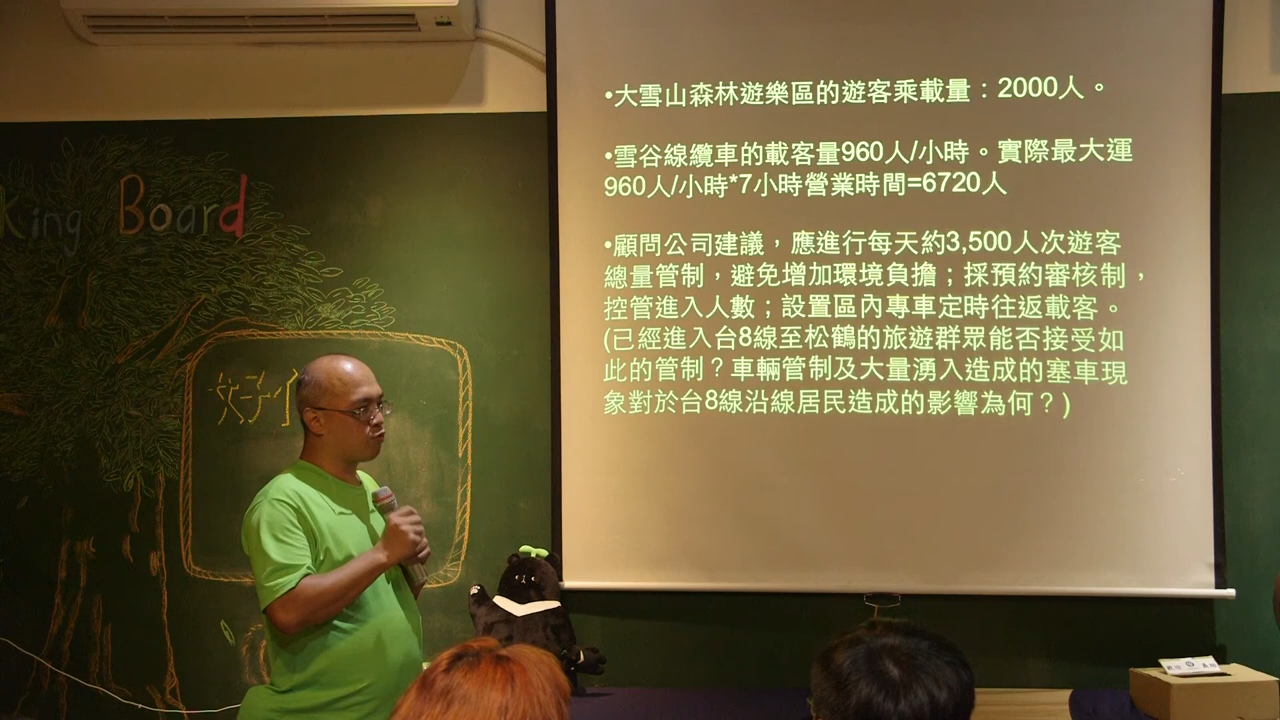 •大雪山森林遊樂區的遊客乘載量：2000人。
•雪谷線纜車的載客量960人/小時。實際最大運
960人/小時*7小時營業時間=6720人
•顧問公司建議，應進行每天約3,500人次遊客
總量管制，避免增加環境負擔；採預約審核制，
控管進入人數；設置區內專車定時往返載客。
(已經進入台8線至松鶴的旅遊群眾能否接受如
此的管制？車輛管制及大量湧入造成的塞車現
象對於台8線沿線居民造成的影響為何？)
King Board